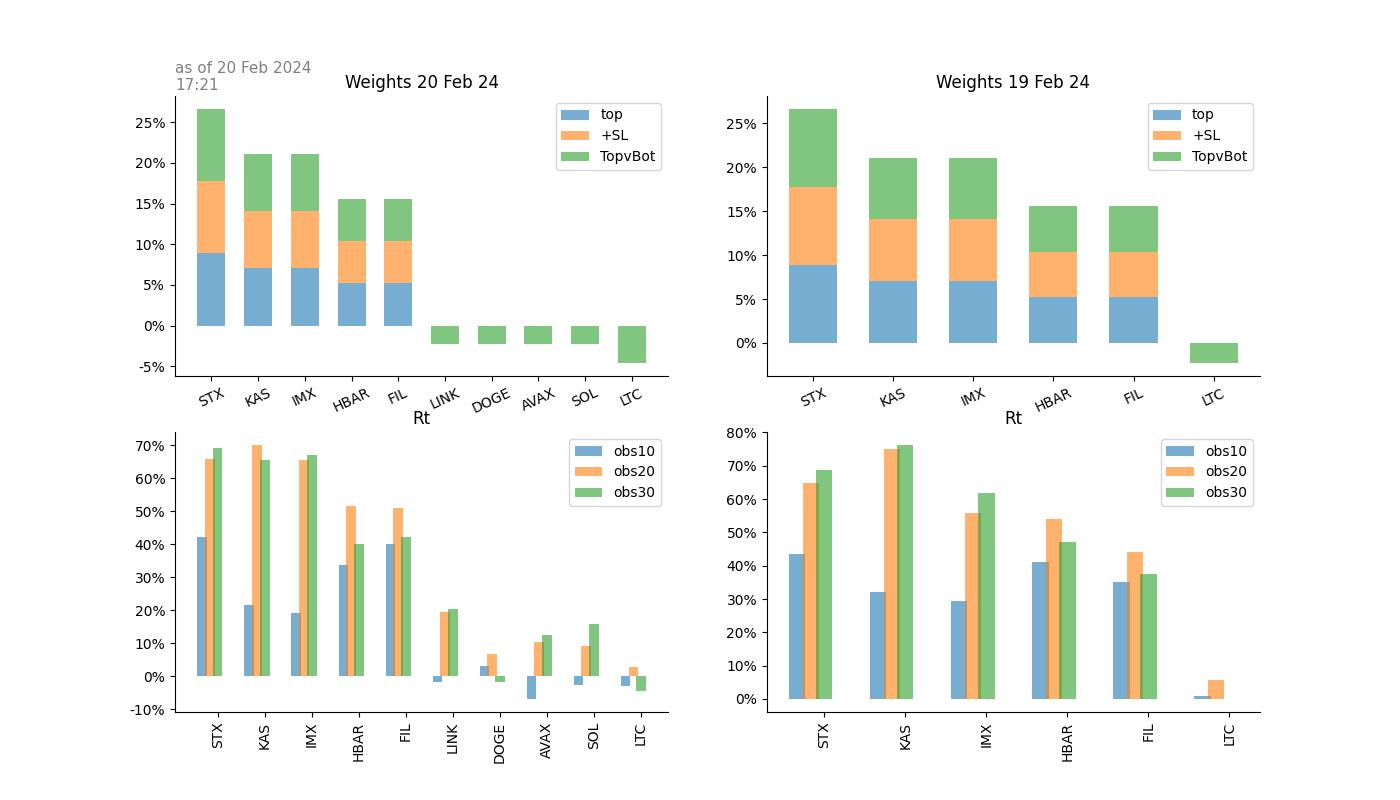 as of 20 Feb 2024
17:21
Weights 20 Feb 24
25%
20%
15%
10%
5%
0%
-5%
top
+SL
TopvBot
STX KAS IMX HBAR FIL LINK DOGE AVAX SOL LTC
Weights 19 Feb 24
25%
20%
15%
10%
5%
0%
top
+SL
TopvBot
STX KAS IMX HBAR FIL LTC
Rt
70%
60%
50%
40%
30%
20%
10%
0%
-10%
obs10
obs20
obs30
STX KAS IMX HBAR FIL LINK DOGE AVAX SOL LTC
Rt
80%
70%
60%
50%
40%
30%
20%
10%
0%
obs10
obs20
obs30
STX KAS IMX HBAR FIL LTC